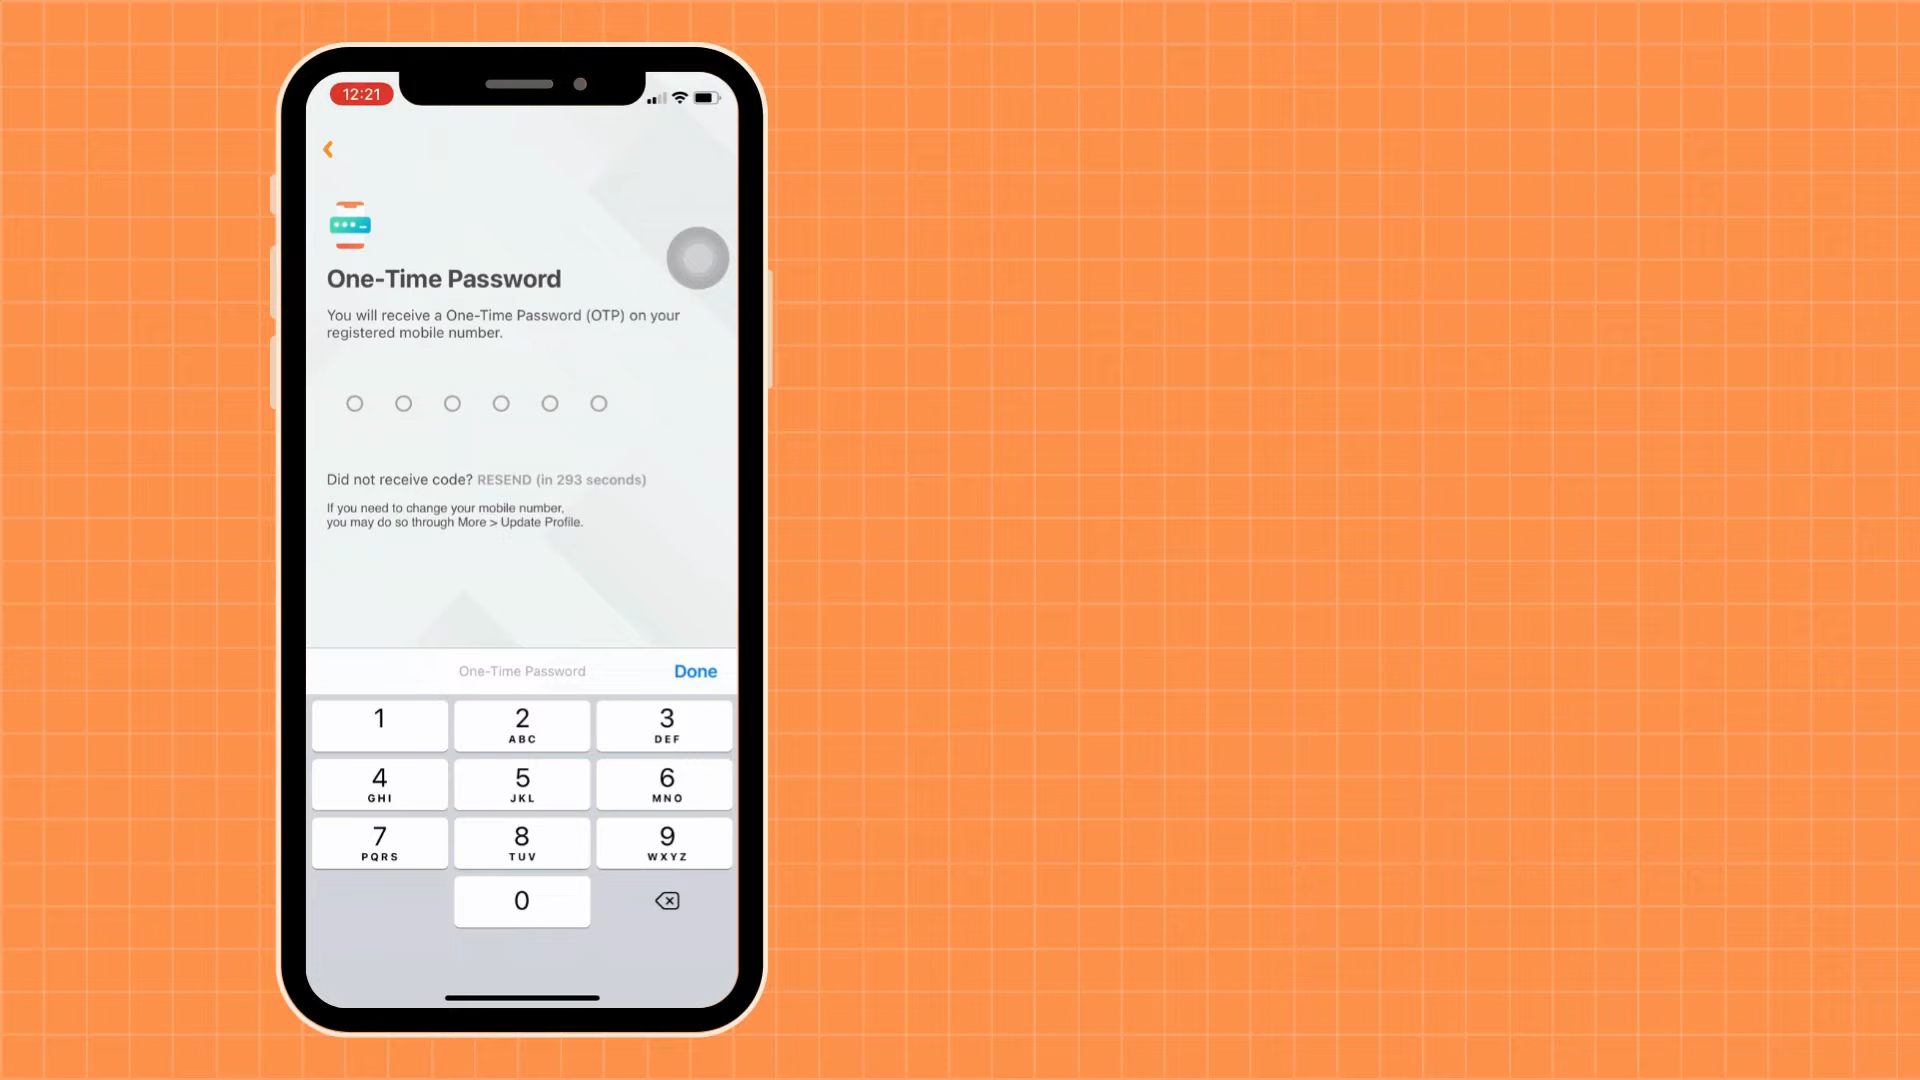 12:21
One-Time Password
You will receive a One-Time Password (OTP) on your
registered mobile number.
Did not receive code? RESEND (in 293 seconds)
If you need to change your mobile number,
you may do so through More > Update Profile.
One-Time Password Done
1 2 3
ABC DEF
4 5 6
GHI JKL MNO
7 8 9
PQRS TUV WXYZ
0